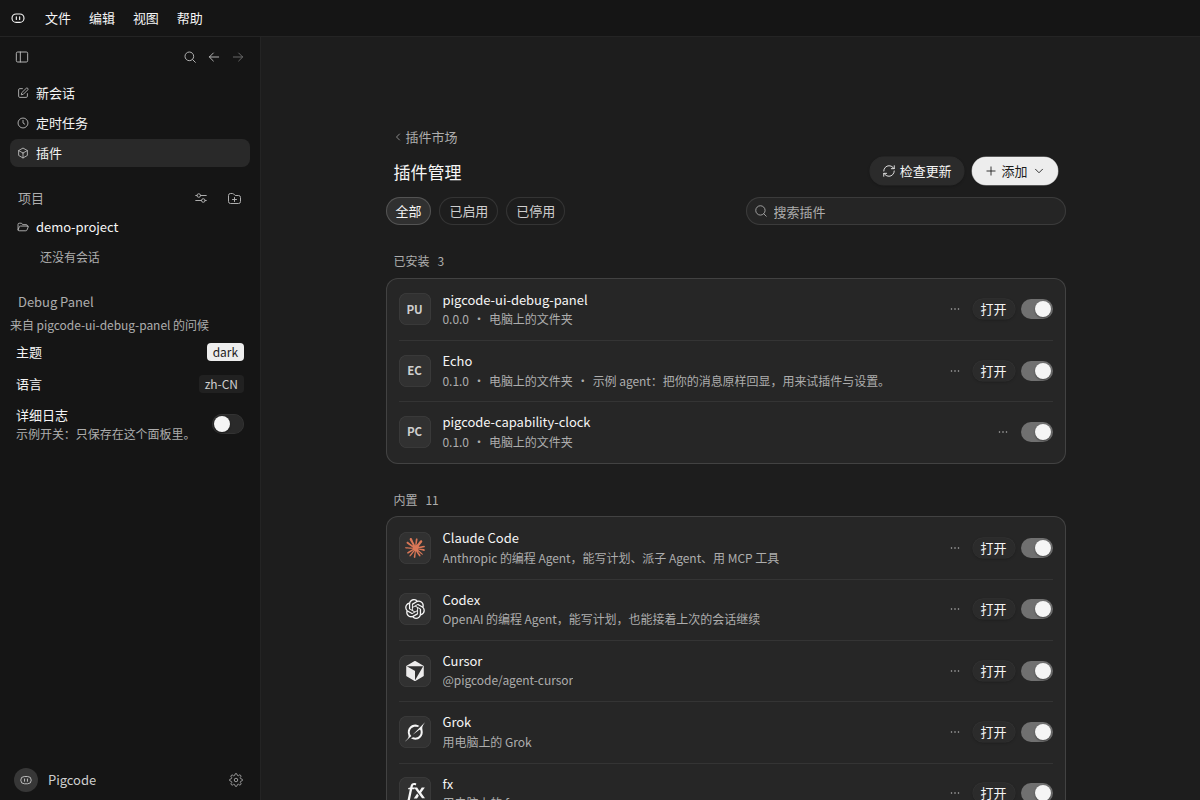 文件 编辑 视图 帮助
新会话
定时任务
插件
项目
demo-project
还没有会话
Debug Panel
来自 pigcode-ui-debug-panel 的问候
主题 dark
语言 zh-CN
详细日志
示例开关：只保存在这个面板里。
Pigcode
插件市场
插件管理
检查更新
添加
全部 已启用 已停用
搜索插件
已安装 3
PU
pigcode-ui-debug-panel
0.0.0 · 电脑上的文件夹
打开
EC
Echo
0.1.0 · 电脑上的文件夹 · 示例 agent：把你的消息原样回显，用来试插件与设置。
打开
PC
pigcode-capability-clock
0.1.0 · 电脑上的文件夹
内置 11
Claude Code
Anthropic 的编程 Agent，能写计划、派子 Agent、用 MCP 工具
打开
Codex
OpenAI 的编程 Agent，能写计划，也能接着上次的会话继续
打开
Cursor
@pigcode/agent-cursor
打开
Grok
用电脑上的 Grok
打开
fx
fx
打开